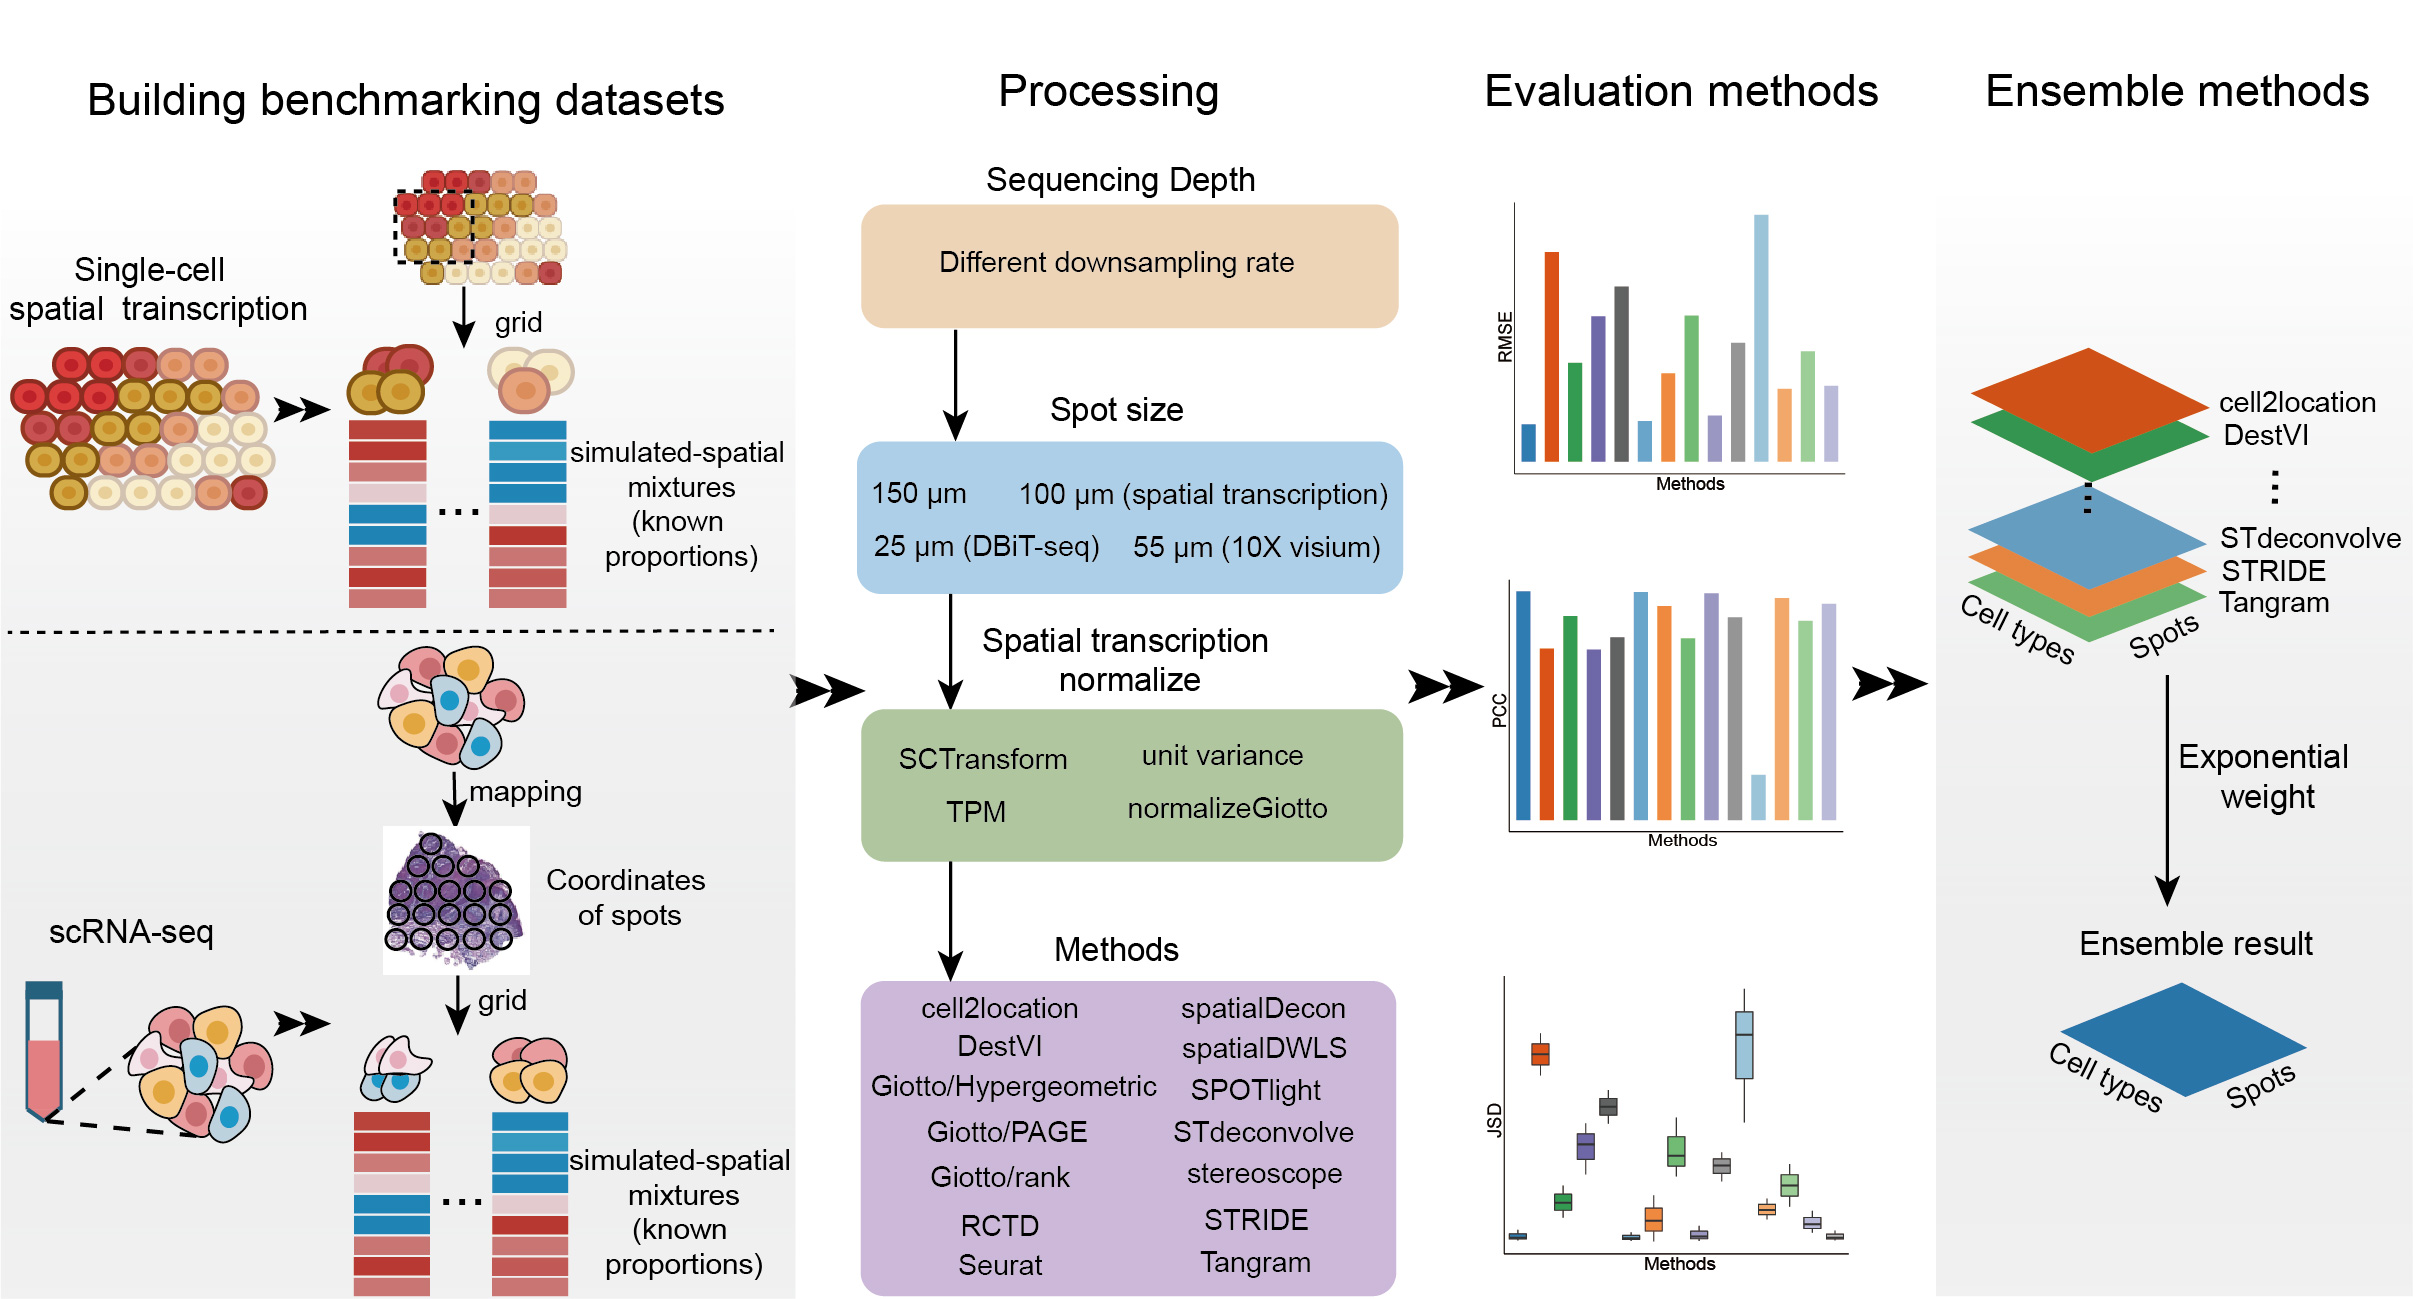 Building benchmarking datasets
Single-cell
spatial  trainscription
grid
simulated-spatial
mixtures
(known
proportions)
...
mapping
Coordinates
of spots
scRNA-seq
grid
simulated-spatial
mixtures
(known
proportions)
...
Processing
Sequencing Depth
Different downsampling rate
Spot size
150 µm 100 µm (spatial transcription)
25 µm (DBiT-seq) 55 µm (10X visium)
Spatial transcription
normalize
SCTransform unit variance
TPM normalizeGiotto
Methods
cell2location spatialDecon
DestVI spatialDWLS
Giotto/Hypergeometric SPOTlight
Giotto/PAGE STdeconvolve
Giotto/rank stereoscope
RCTD STRIDE
Seurat Tangram
Evaluation methods
RMSE
Methods
PCC
Methods
JSD
Methods
Ensemble methods
cell2location
DestVI
STdeconvolve
STRIDE
Tangram
Cell types
Spots
Exponential
weight
Ensemble result
Cell types
Spots